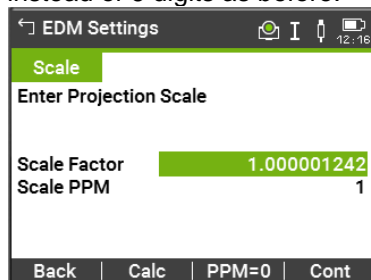 instead of 6 digits as before.
EDM Settings
I
12:16
Scale
Enter Projection Scale
Scale Factor 1.000001242
Scale PPM 1
Back | Calc | PPM=0 | Cont